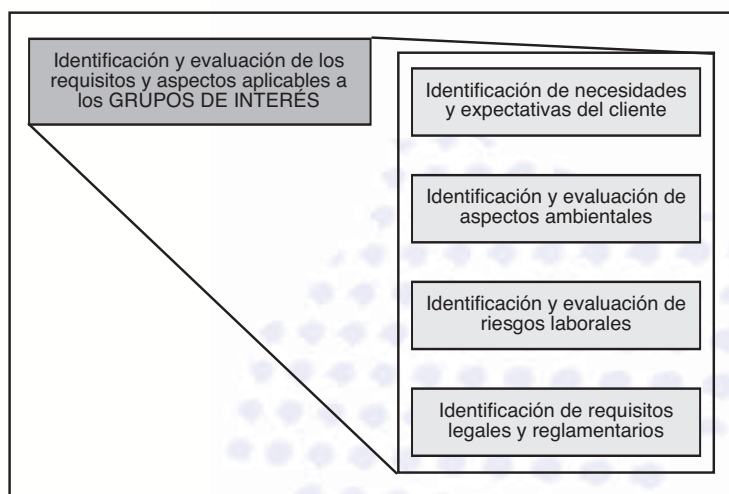 Identificación y evaluación de los
requisitos y aspectos aplicables a
los GRUPOS DE INTERÉS
Identificación de necesidades
y expectativas del cliente
Identificación y evaluación de
aspectos ambientales
Identificación y evaluación de
riesgos laborales
Identificación de requisitos
legales y reglamentarios